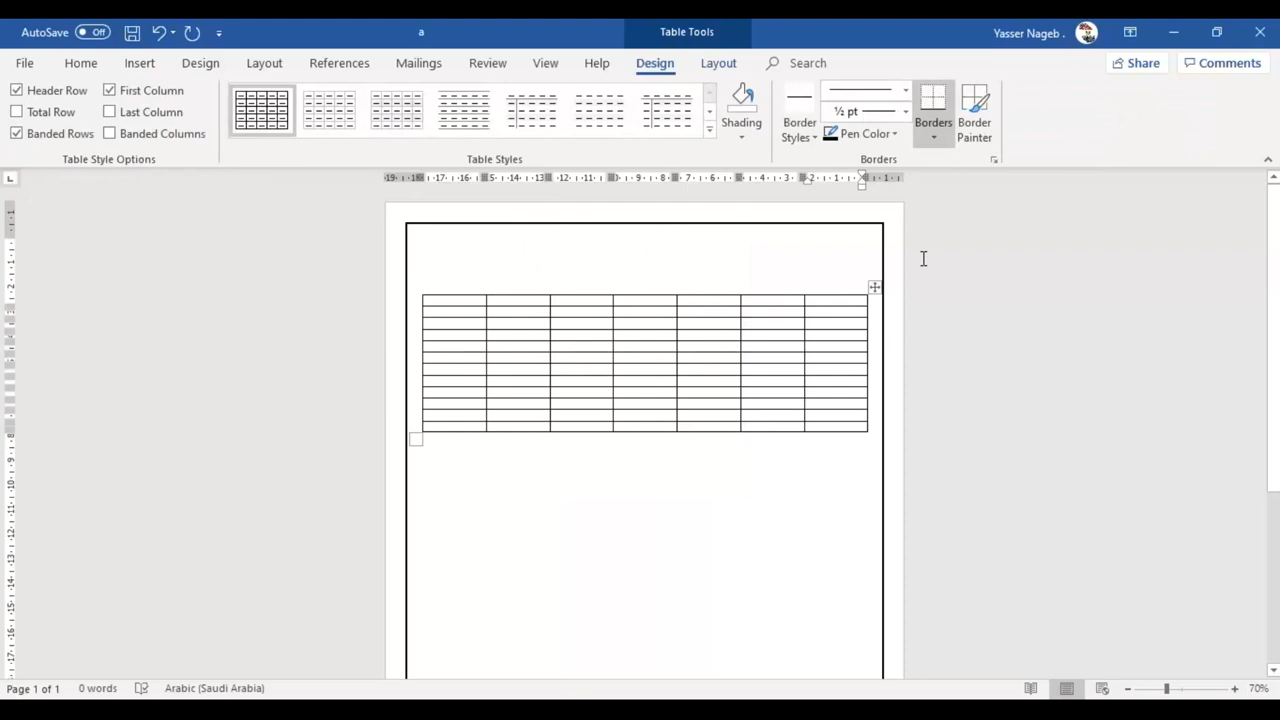 AutoSave Off a Table Tools Yasser Nageb .
File Home Insert Design Layout References Mailings Review View Help Design Layout Search Share Comments
Header Row First Column
Total Row Last Column
Banded Rows Banded Columns
Table Style Options
Table Styles
Shading
Border Styles
½ pt
Pen Color
Borders
Border Painter
Borders
Page 1 of 1 0 words Arabic (Saudi Arabia) 70%